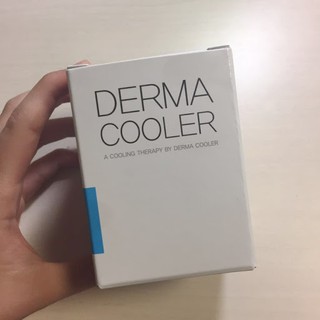 DERMA
COOLER
A COOLING THERAPY BY DERMA COOLER